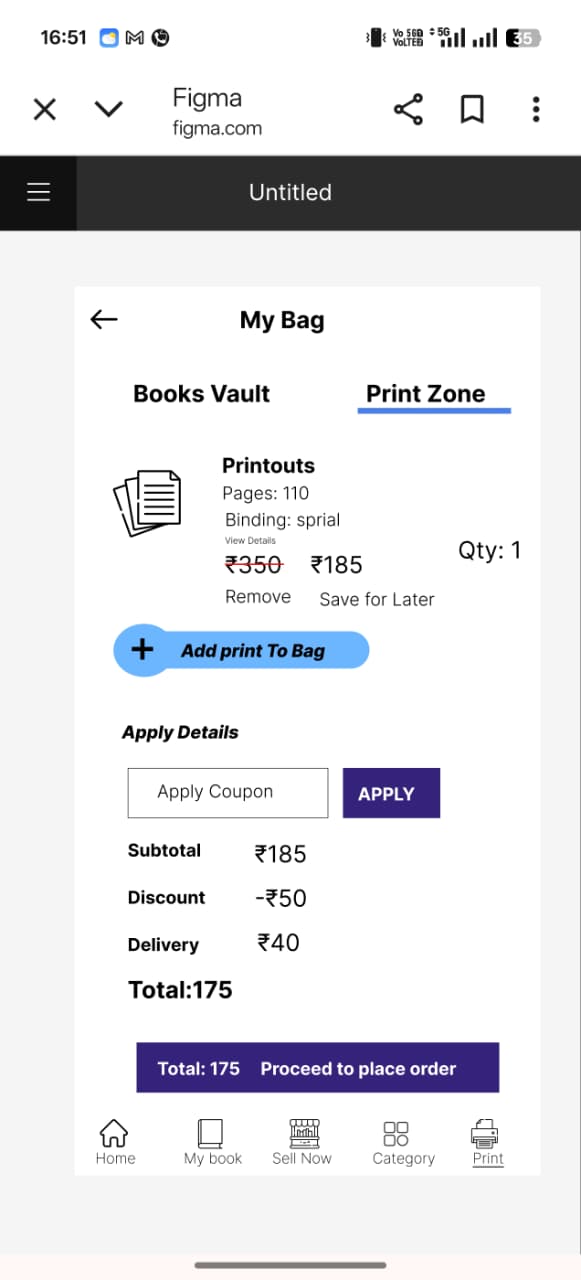 16:51
Vo 5GD
VoLTED
5G
35
Figma
figma.com
Untitled
My Bag
Books Vault
Print Zone
Printouts
Pages: 110
Binding: sprial
View Details
₹350 ₹185
Qty: 1
Remove
Save for Later
+ Add print To Bag
Apply Details
Apply Coupon
APPLY
Subtotal ₹185
Discount -₹50
Delivery ₹40
Total:175
Total: 175 Proceed to place order
Home
My book
Sell Now
Category
Print